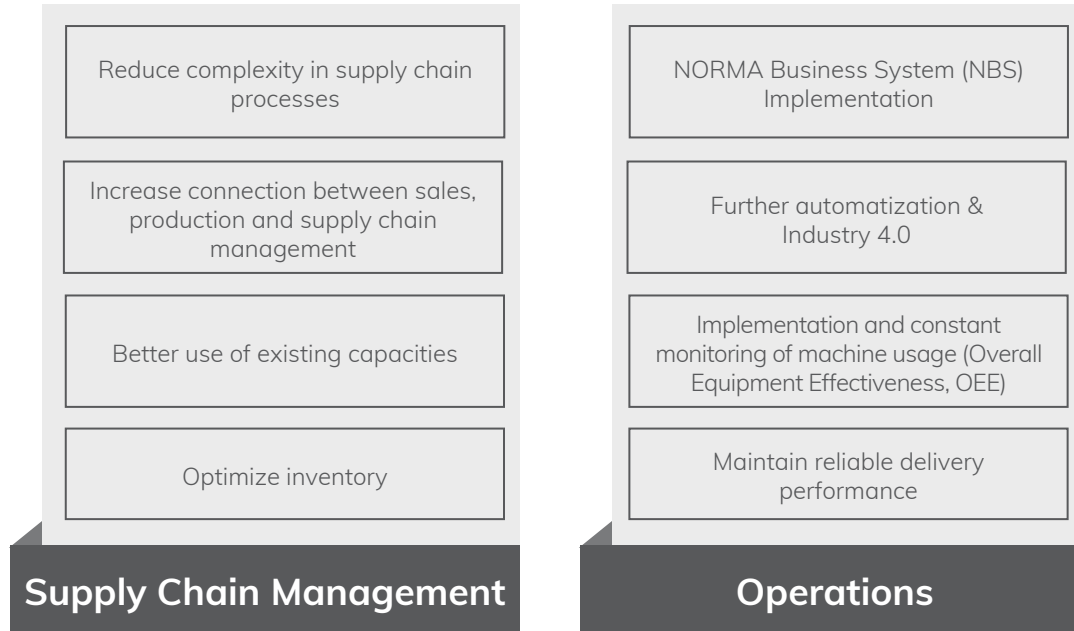 Reduce complexity in supply chain
processes
Increase connection between sales,
production and supply chain
management
Better use of existing capacities
Optimize inventory
Supply Chain Management
NORMA Business System (NBS)
Implementation
Further automatization &
Industry 4.0
Implementation and constant
monitoring of machine usage (Overall
Equipment Effectiveness, OEE)
Maintain reliable delivery
performance
Operations